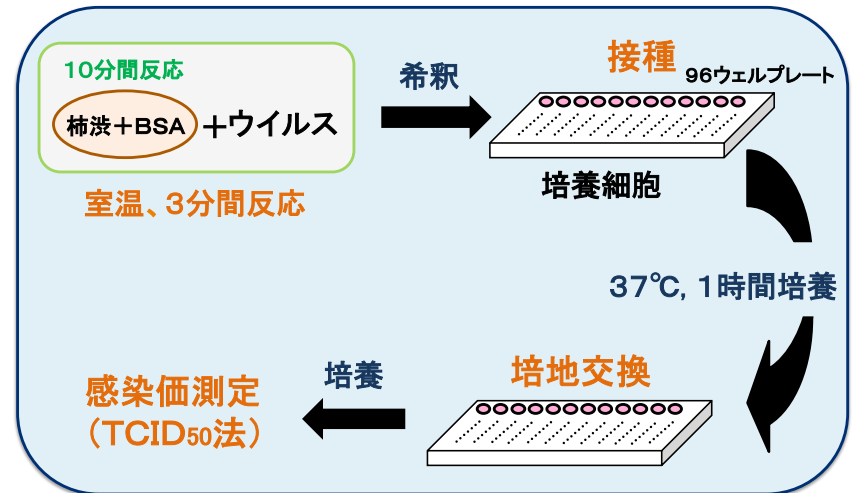 10分間反応
柿渋+BSA +ウイルス
室温、3分間反応
希釈
接種
96ウェルプレート
培養細胞
37℃, 1時間培養
培地交換
培養
感染価測定
(TCID50法)